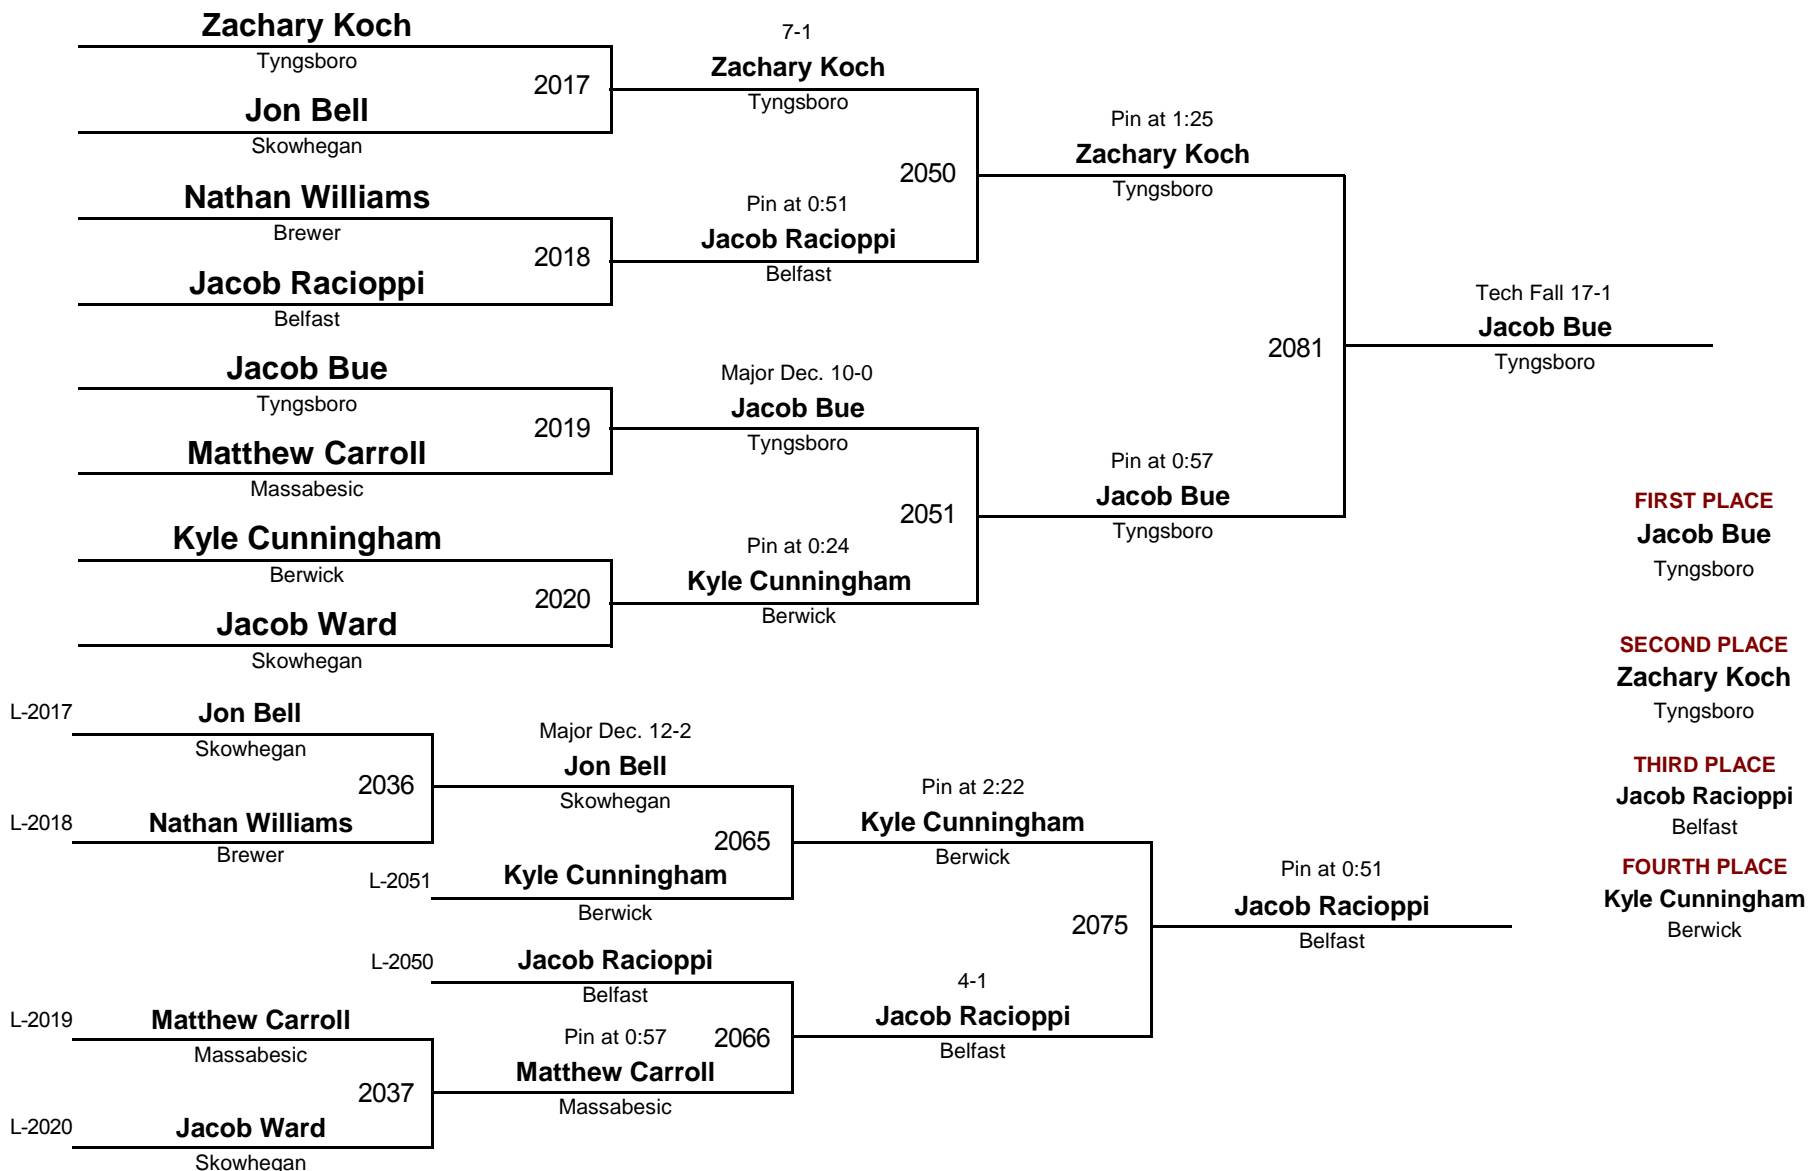 Zachary Koch
Tyngsboro
2017
Jon Bell
Skowhegan
Nathan Williams
Brewer
2018
Jacob Racioppi
Belfast
Jacob Bue
Tyngsboro
2019
Matthew Carroll
Massabesic
Kyle Cunningham
Berwick
2020
Jacob Ward
Skowhegan
7-1
Zachary Koch
Tyngsboro
2050
Pin at 0:51
Jacob Racioppi
Belfast
Major Dec. 10-0
Jacob Bue
Tyngsboro
2051
Pin at 0:24
Kyle Cunningham
Berwick
Pin at 1:25
Zachary Koch
Tyngsboro
2081
Pin at 0:57
Jacob Bue
Tyngsboro
Tech Fall 17-1
Jacob Bue
Tyngsboro
FIRST PLACE
Jacob Bue
Tyngsboro
SECOND PLACE
Zachary Koch
Tyngsboro
THIRD PLACE
Jacob Racioppi
Belfast
FOURTH PLACE
Kyle Cunningham
Berwick
L-2017
Jon Bell
Skowhegan
2036
L-2018
Nathan Williams
Brewer
Major Dec. 12-2
Jon Bell
Skowhegan
2065
L-2051
Kyle Cunningham
Berwick
L-2050
Jacob Racioppi
Belfast
2066
L-2019
Matthew Carroll
Massabesic
2037
L-2020
Jacob Ward
Skowhegan
Pin at 0:57
Matthew Carroll
Massabesic
Pin at 2:22
Kyle Cunningham
Berwick
2075
4-1
Jacob Racioppi
Belfast
Pin at 0:51
Jacob Racioppi
Belfast